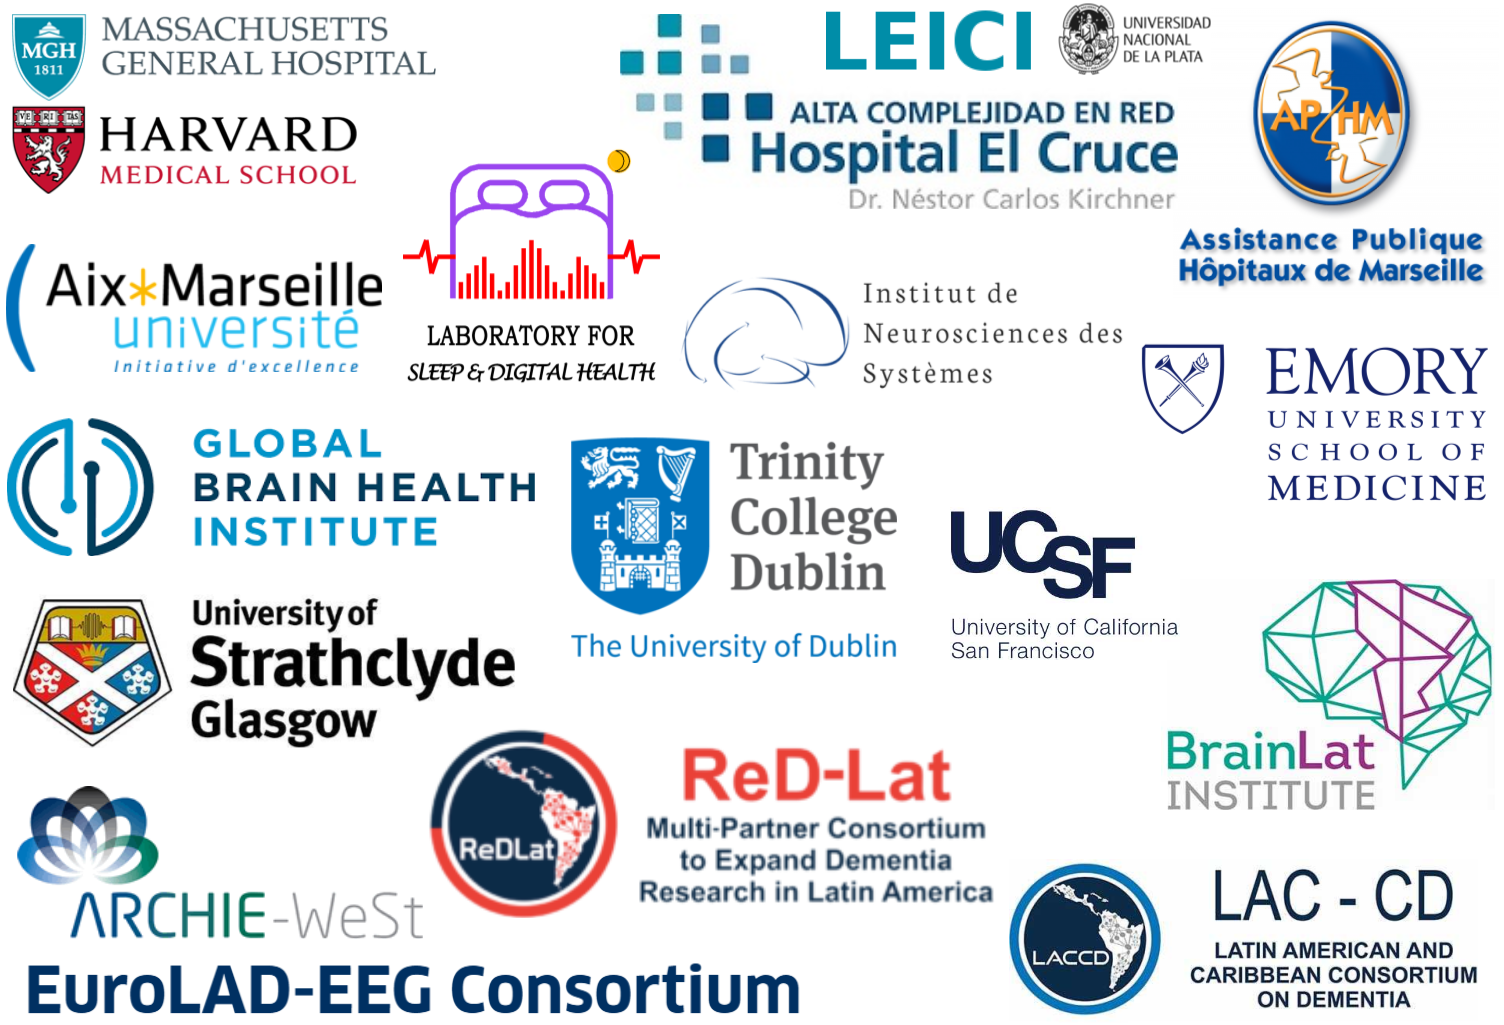 MGH
1811
MASSACHUSETTS
GENERAL HOSPITAL
VE RI TAS
HARVARD
MEDICAL SCHOOL
LEICI
UNIVERSIDAD
NACIONAL
DE LA PLATA
ALTA COMPLEJIDAD EN RED
Hospital El Cruce
Dr. Néstor Carlos Kirchner
AP HM
Assistance Publique
Hôpitaux de Marseille
Aix*Marseille
université
Initiative d'excellence
LABORATORY FOR
SLEEP & DIGITAL HEALTH
Institut de
Neurosciences des
Systèmes
EMORY
UNIVERSITY
SCHOOL OF
MEDICINE
GLOBAL
BRAIN HEALTH
INSTITUTE
Trinity
College
Dublin
The University of Dublin
UCSF
University of California
San Francisco
University of
Strathclyde
Glasgow
BrainLat
INSTITUTE
ReDLat
ReD-Lat
Multi-Partner Consortium
to Expand Dementia
Research in Latin America
ARCHIE-WeSt
LACCD
LAC - CD
LATIN AMERICAN AND
CARIBBEAN CONSORTIUM
ON DEMENTIA
EuroLAD-EEG Consortium